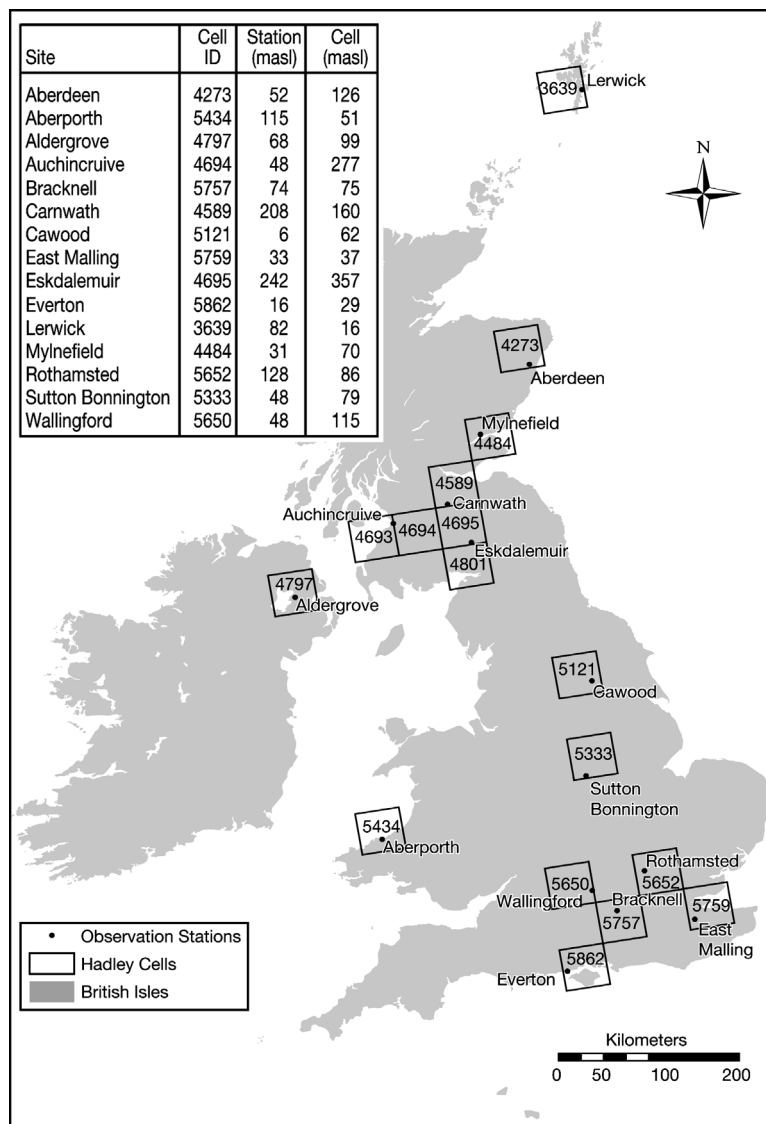 Site Cell ID Station (masl) Cell (masl)
Aberdeen 4273 52 126
Aberporth 5434 115 51
Aldergrove 4797 68 99
Auchincruive 4694 48 277
Bracknell 5757 74 75
Carnwath 4589 208 160
Cawood 5121 6 62
East Malling 5759 33 37
Eskdalemuir 4695 242 357
Everton 5862 16 29
Lerwick 3639 82 16
Mylnefield 4484 31 70
Rothamsted 5652 128 86
Sutton Bonnington 5333 48 79
Wallingford 5650 48 115
3639
Lerwick
N
4273
Aberdeen
Mylnefield
4484
4589
Carnwath
Auchincruive
4693
4694
4695
Eskdalemuir
4801
4797
Aldergrove
5121
Cawood
5333
Sutton
Bonnington
5434
Aberporth
Rothamsted
5652
5650
Wallingford
Bracknell
5757
5759
East
Malling
5862
Everton
Observation Stations
Hadley Cells
British Isles
Kilometers
0 50 100 200